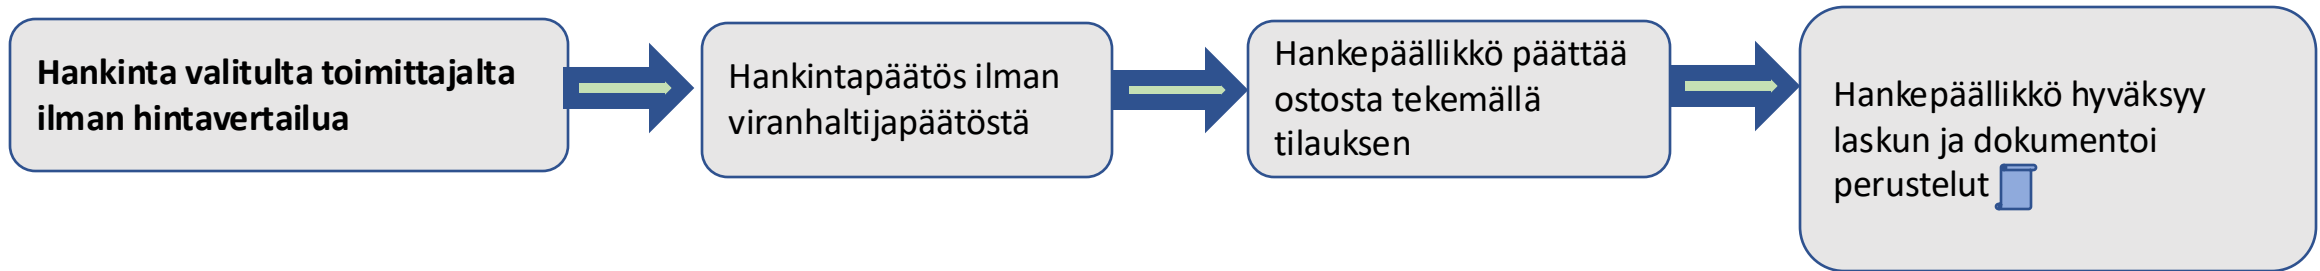 Hankinta valitulta toimittajalta
ilman hintavertailua
Hankintapäätös ilman
viranhaltijapäätöstä
Hankepäällikkö päättää
ostosta tekemällä
tilauksen
Hankepäällikkö hyväksyy
laskun ja dokumentoi
perustelut